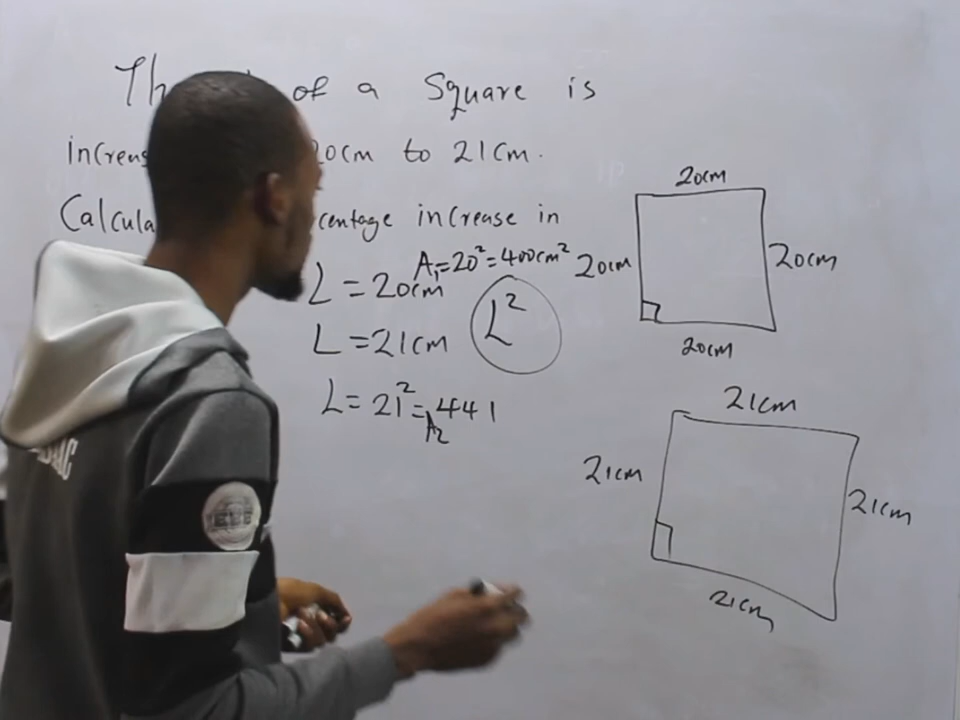 Th of a Square is
increas 20cm to 21cm.
Calcula centage increase in
L = 20cm
A₁=20²=400cm²
L = 21cm
L²
L= 21²= 441
A₂
20cm
20cm
20cm
20cm
21cm
21cm
21cm
21cm